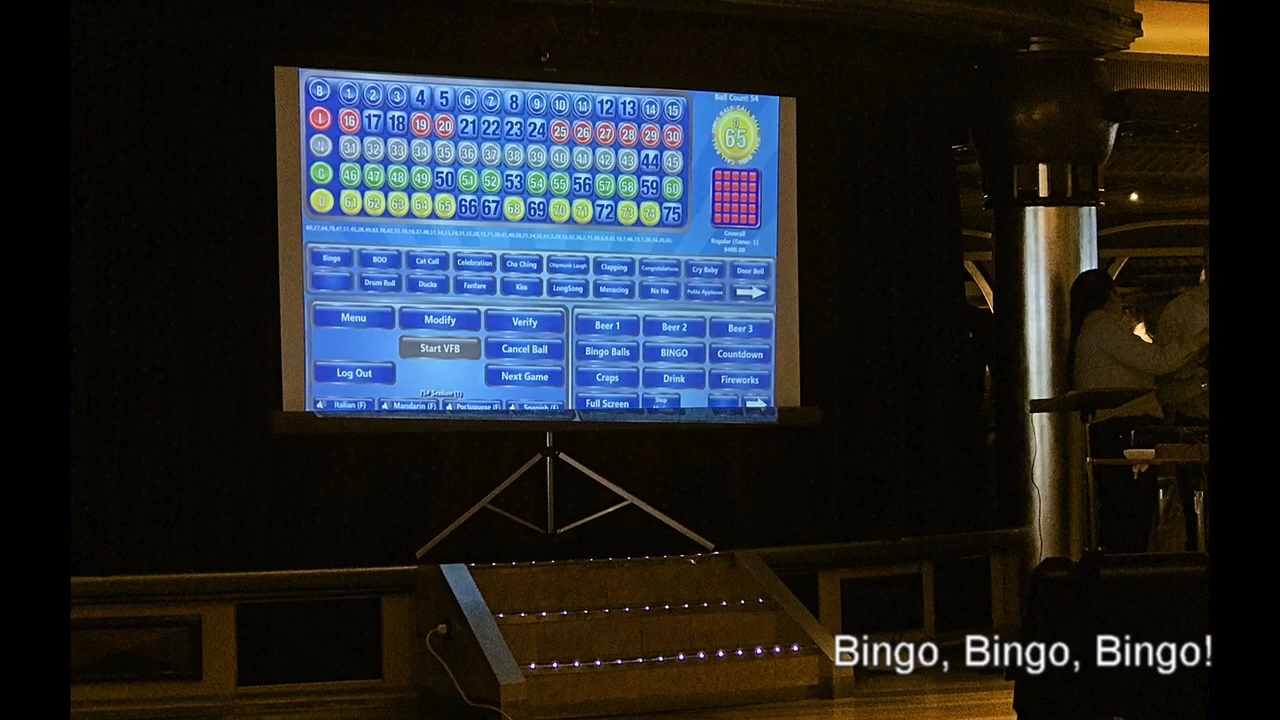 B 1 2 3 4 5 6 7 8 9 10 11 12 13 14 15
Ball Count 54
I 16 17 18 19 20 21 22 23 24 25 26 27 28 29 30
O
65
N 31 32 33 34 35 36 37 38 39 40 41 42 43 44 45
G 46 47 48 49 50 51 52 53 54 55 56 57 58 59 60
O 61 62 63 64 65 66 67 68 69 70 71 72 73 74 75
Coverall
Regular (Game: 1)
Bingo BOO Cat Call Celebration Cha Ching Chipmunk Laugh Clapping Congratulations Cry Baby Door Bell
Drum Roll Ducks Fanfare Kiss LongSong Menacing Na Na Polite Applause
Menu Modify Verify Beer 1 Beer 2 Beer 3
Start VFB Cancel Ball Bingo Balls BINGO Countdown
Log Out Next Game Craps Drink Fireworks
Italian (F) Mandarin (F) Portuguese (F) Spanish (F) Full Screen Stop
Bingo, Bingo, Bingo!